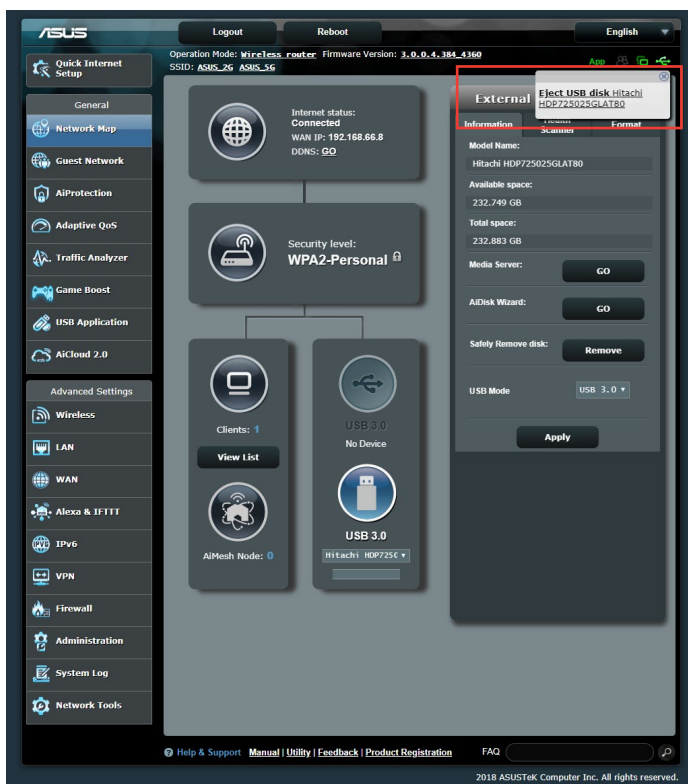 ASUS
Logout
Reboot
English
Quick Internet
Setup
General
Network Map
Guest Network
AiProtection
Adaptive QoS
Traffic Analyzer
Game Boost
USB Application
AiCloud 2.0
Advanced Settings
Wireless
LAN
WAN
Alexa & IFTTT
IPv6
VPN
Firewall
Administration
System Log
Network Tools
Operation Mode: Wireless router Firmware Version: 3.0.0.4.384_4360
SSID: ASUS_2G ASUS_5G
App
Internet status:
Connected
WAN IP: 192.168.66.8
DDNS: GO
Security level:
WPA2-Personal
Clients: 1
View List
AiMesh Node: 0
USB 3.0
No Device
USB 3.0
Hitachi HDP725
Eject USB disk Hitachi
HDP725025GLAT80
External
Information
Scanner
Format
Model Name:
Hitachi HDP725025GLAT80
Available space:
232.749 GB
Total space:
232.883 GB
Media Server:
GO
AiDisk Wizard:
GO
Safely Remove disk:
Remove
USB Mode
USB 3.0
Apply
Help & Support Manual | Utility | Feedback | Product Registration
FAQ
2018 ASUSTeK Computer Inc. All rights reserved.